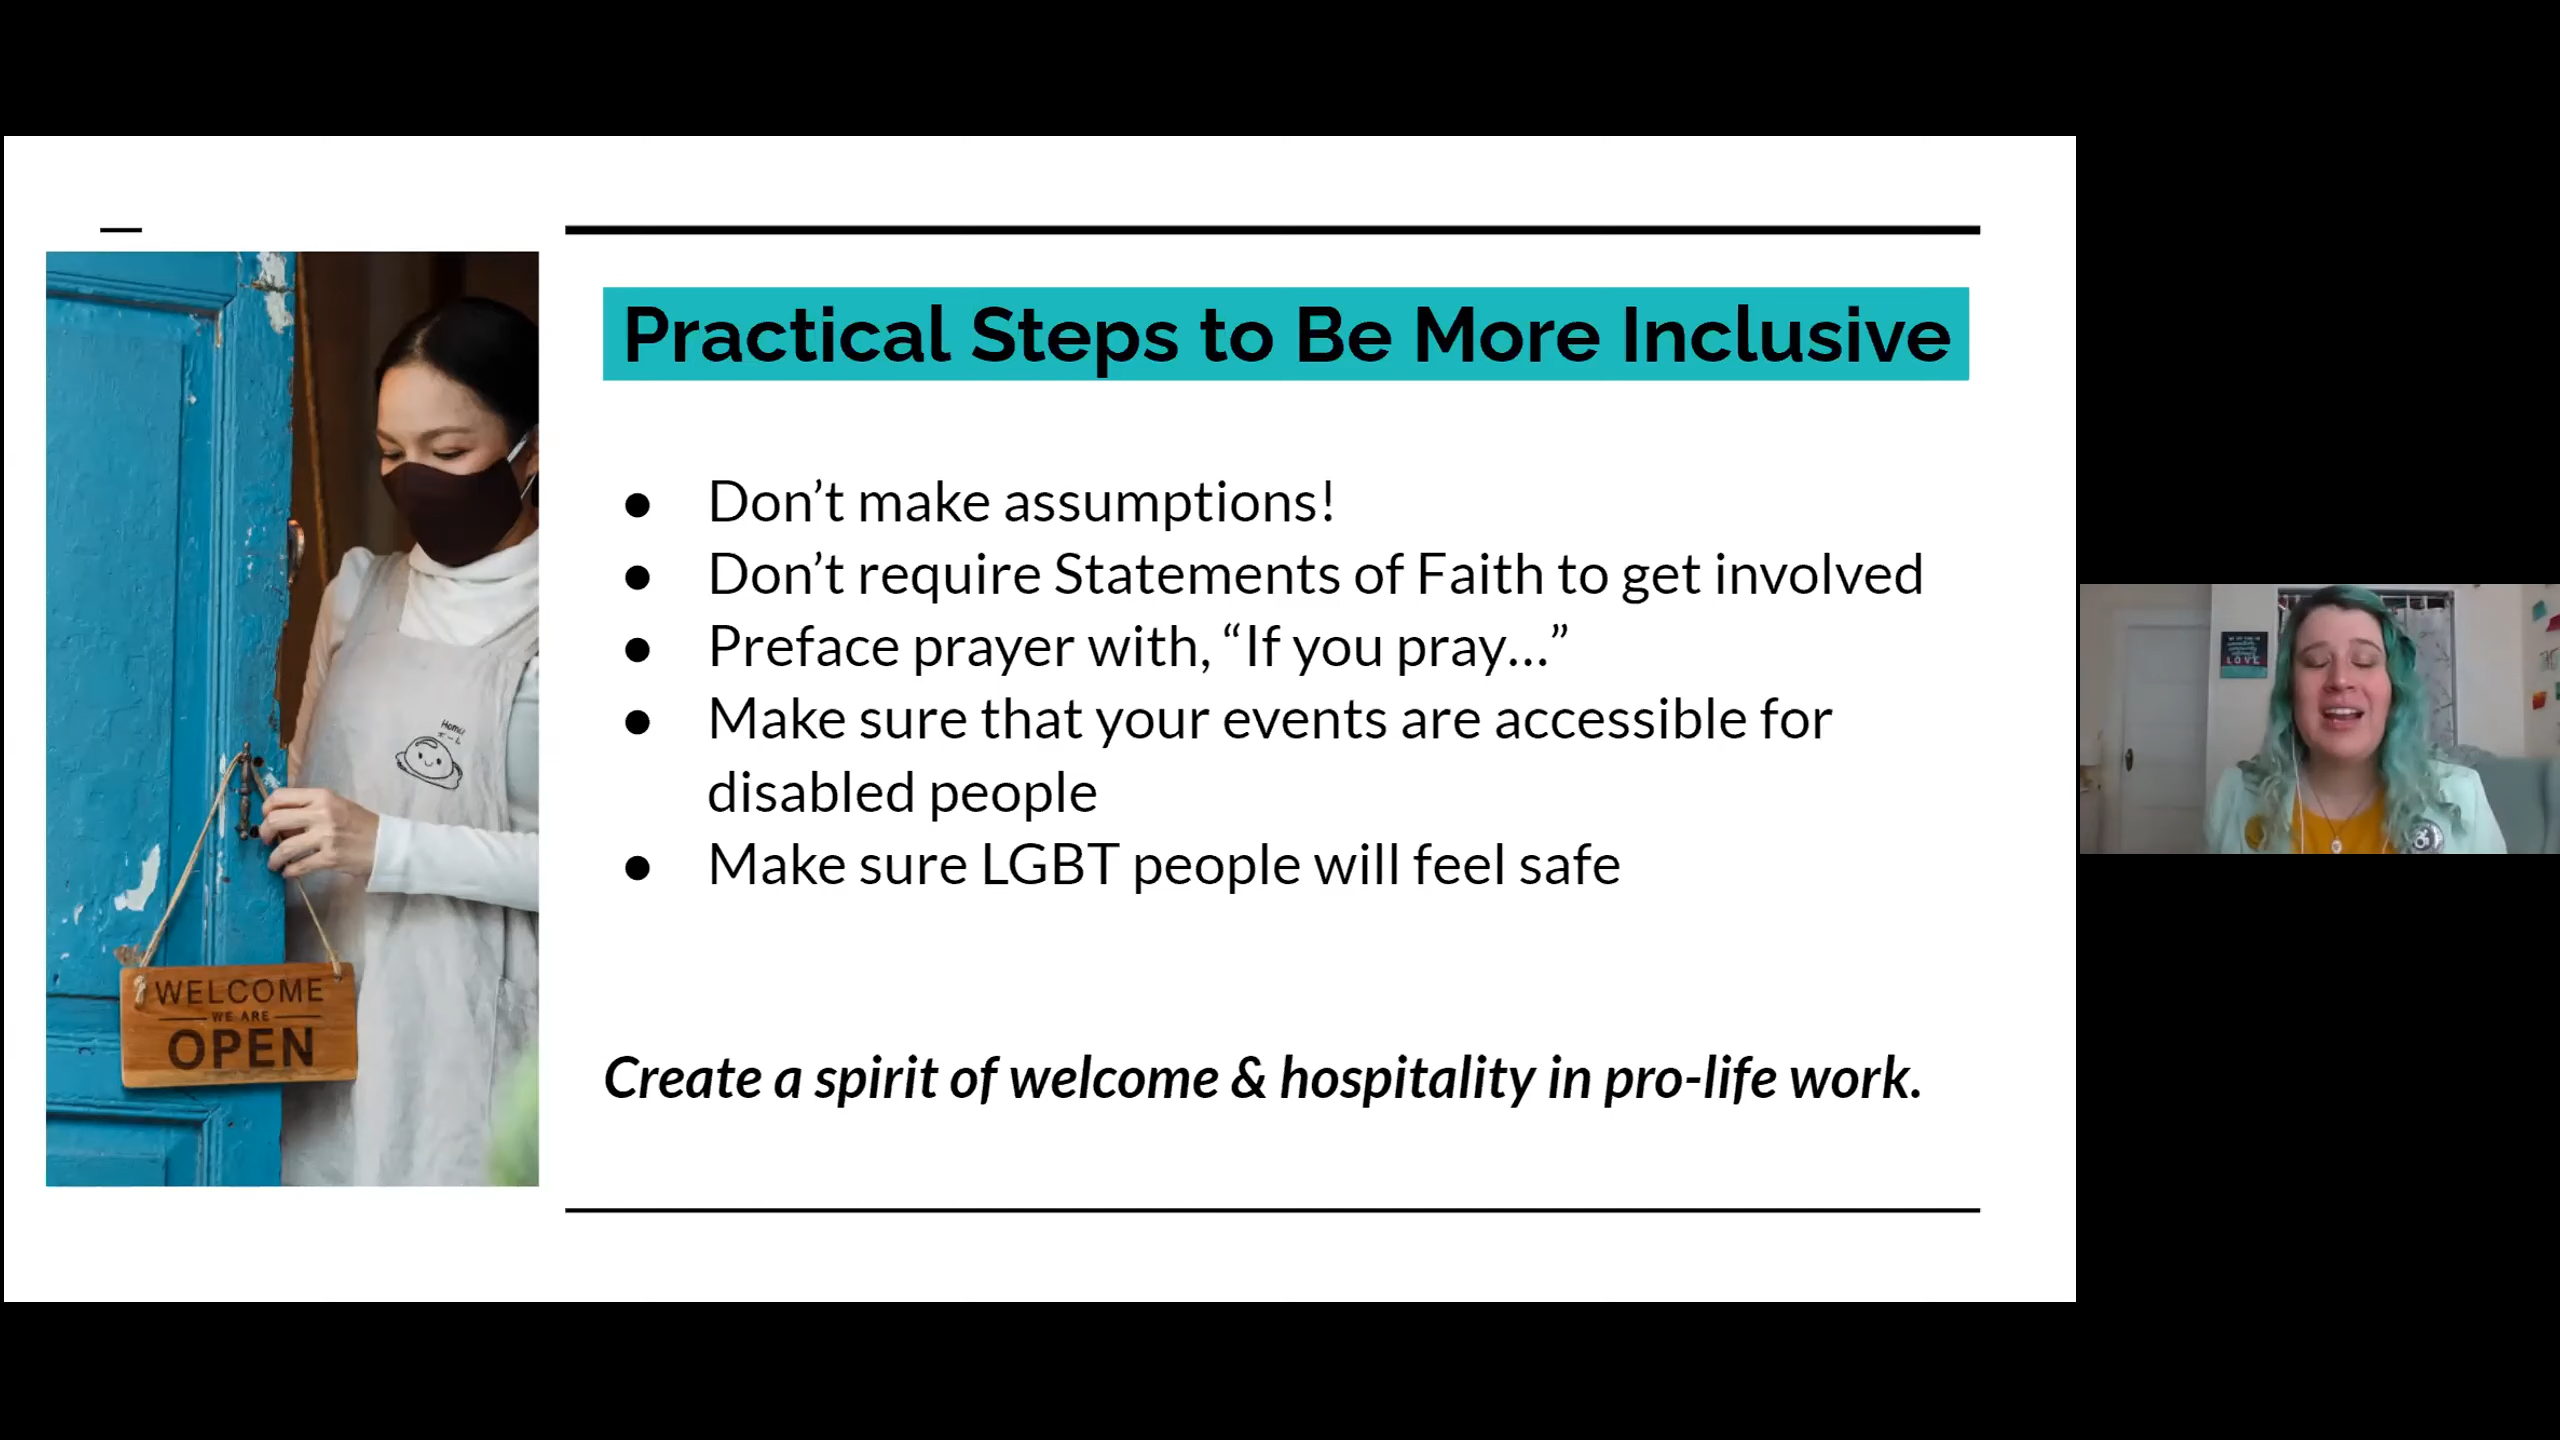 Practical Steps to Be More Inclusive
● Don’t make assumptions!
● Don’t require Statements of Faith to get involved
● Preface prayer with, “If you pray…”
● Make sure that your events are accessible for
disabled people
● Make sure LGBT people will feel safe
Create a spirit of welcome & hospitality in pro-life work.
WELCOME
WE ARE
OPEN
LOVE